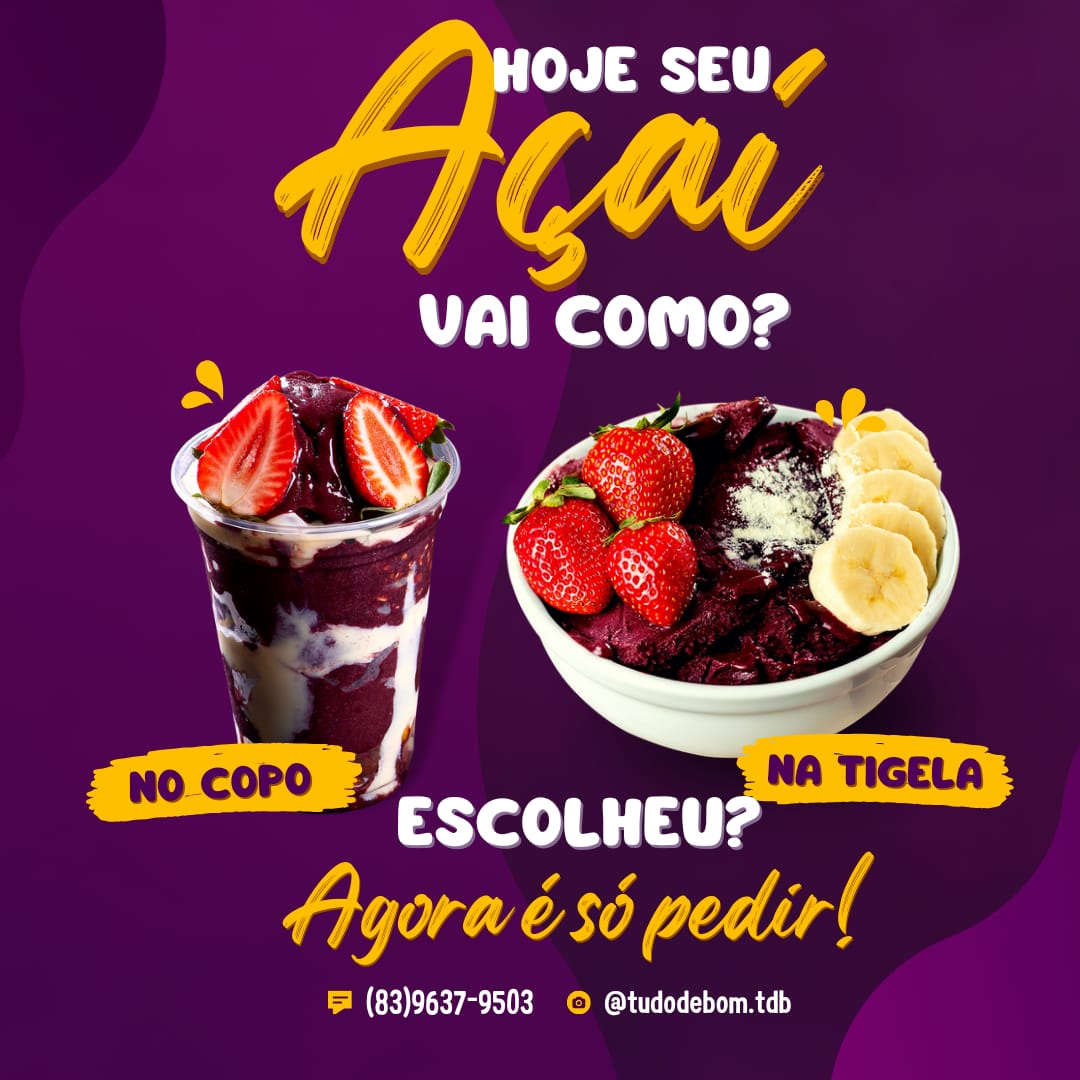 HOJE SEU
Açaí
VAI COMO?
NO COPO
NA TIGELA
ESCOLHEU?
Agora é só pedir!
(83)9637-9503 @tudodebom.tdb